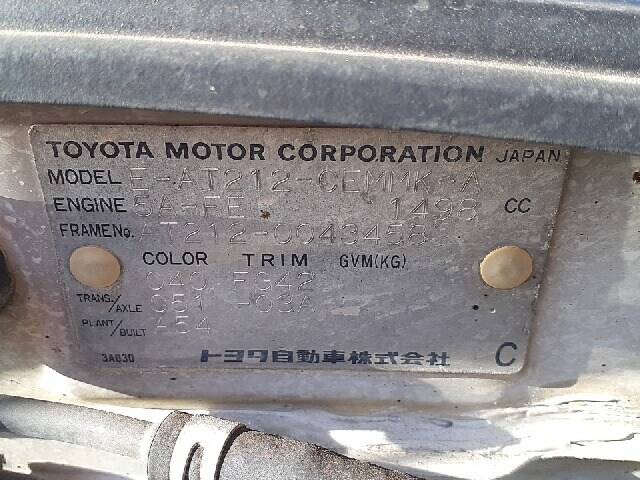 TOYOTA MOTOR CORPORATION JAPAN
MODEL E-AT212-CEMMK-A
ENGINE 5A-FE 1498 CC
FRAME No. AT212-0043458
COLOR TRIM GVM(KG)
040 FG42
TRANS./AXLE C51 -03A
PLANT/BUILT A54
3A830 トヨタ自動車株式会社 C